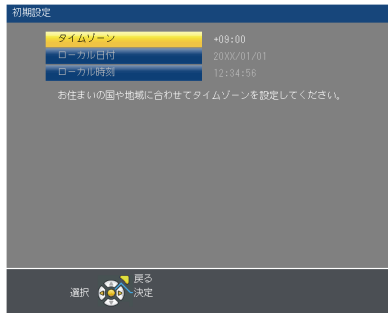 初期設定
タイムゾーン +09:00
ローカル日付 20XX/01/01
ローカル時刻 12:34:56
お住まいの国や地域に合わせてタイムゾーンを設定してください。
戻る
選択 決定